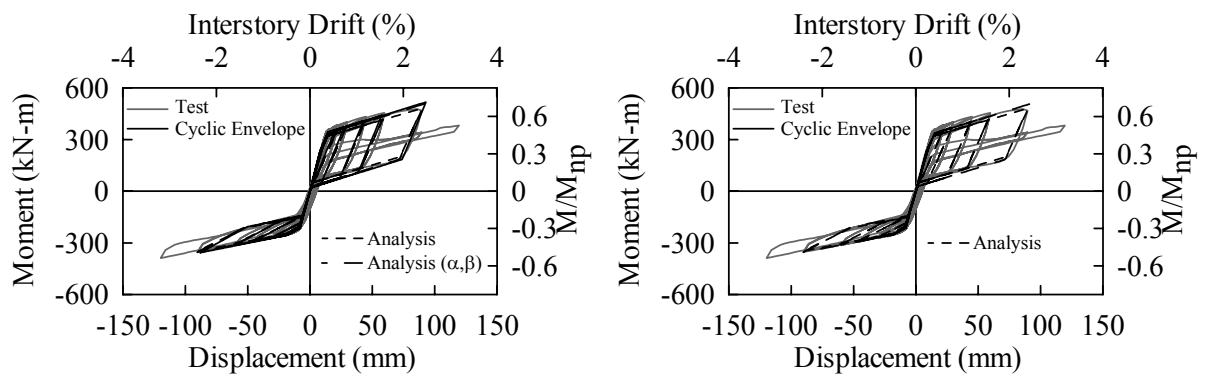 Interstory Drift (%)
-4 -2 0 2 4
600
300
0
-300
-600
Moment (kN-m)
Test
Cyclic Envelope
Analysis
Analysis (α,β)
0.6
0.3
0
-0.3
-0.6
M/Mnp
-150 -100 -50 0 50 100 150
Displacement (mm)
Interstory Drift (%)
-4 -2 0 2 4
600
300
0
-300
-600
Moment (kN-m)
Test
Cyclic Envelope
Analysis
0.6
0.3
0
-0.3
-0.6
M/Mnp
-150 -100 -50 0 50 100 150
Displacement (mm)